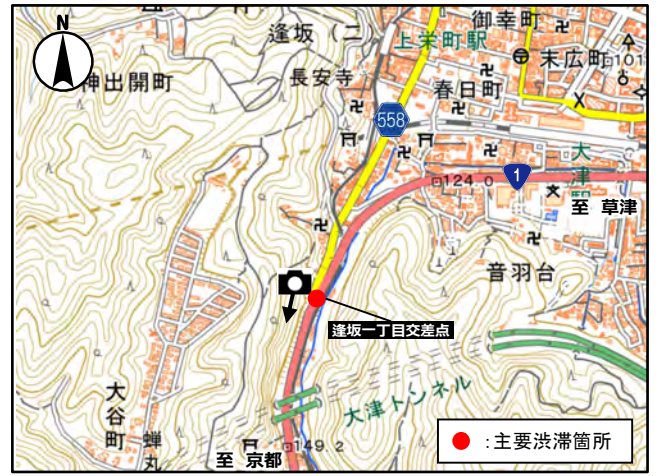 N
逢坂(二)
御幸町
上栄町駅
末広町
101
神出開町
長安寺
春日町
558
大津駅
1
124.0
至 草津
音羽台
逢坂一丁目交差点
大谷町
蝉丸
大津トンネル
149.2
至 京都
:主要渋滞箇所